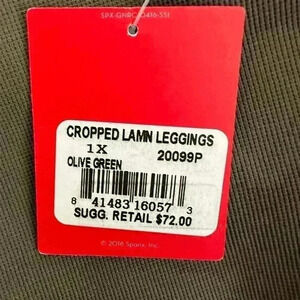 CROPPED LAMN LEGGINGS
1X 20099P
OLIVE GREEN
8 41483 16057 3
SUGG. RETAIL $72.00
© 2016 Spanx, Inc.